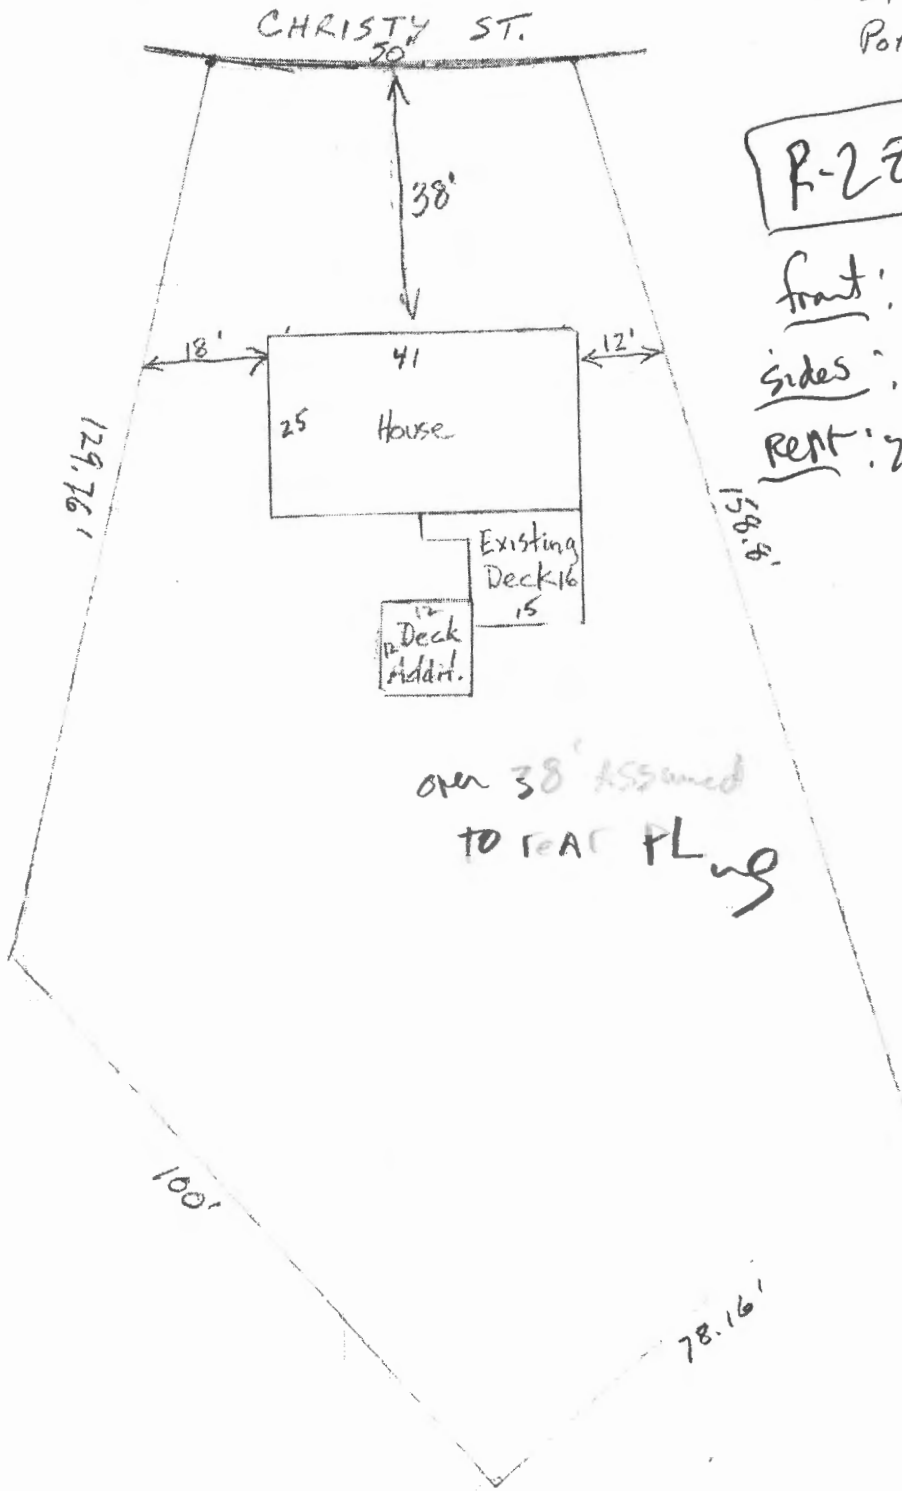 CHRISTY ST.
50'
38'
R-2
front:
sides:
REAR:
18'
41
12'
25
House
129.76'
158.8'
Existing
Deck 16
15
12
12 Deck
Addit.
over 38' Assumed
to reAr PL
100'
78.16'